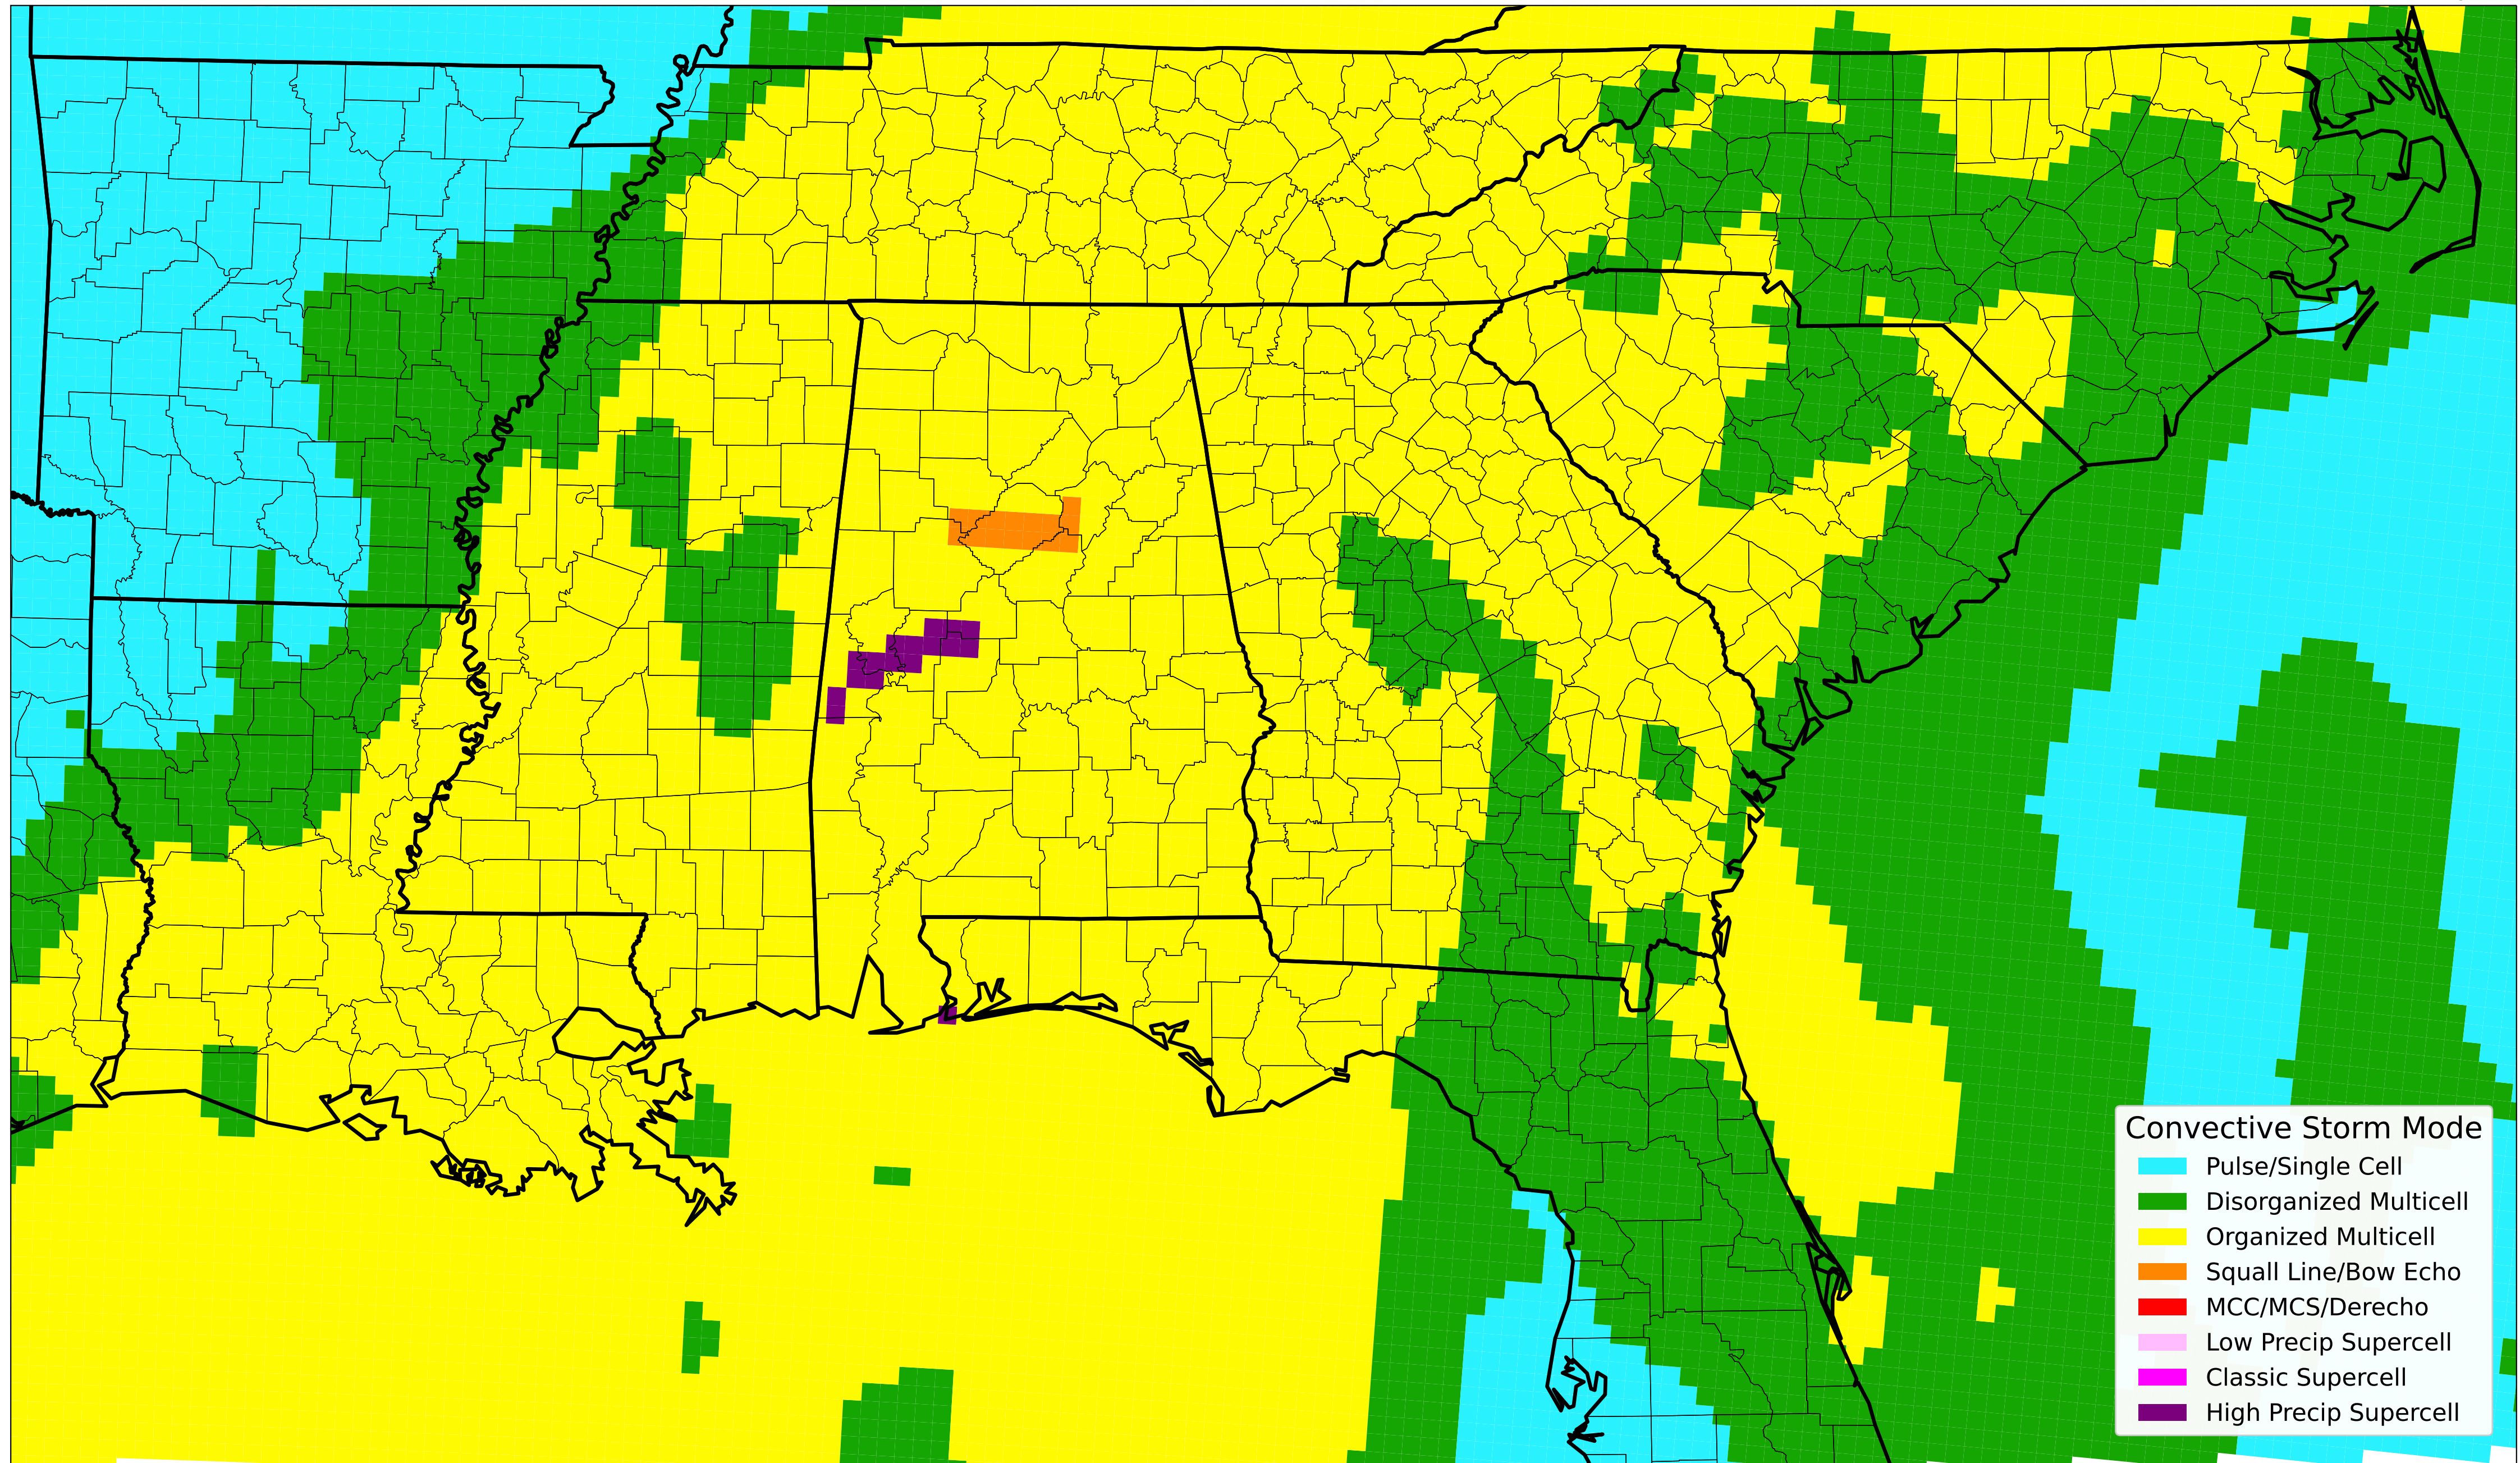 Convective Storm Mode
Pulse/Single Cell
Disorganized Multicell
Organized Multicell
Squall Line/Bow Echo
MCC/MCS/Derecho
Low Precip Supercell
Classic Supercell
High Precip Supercell